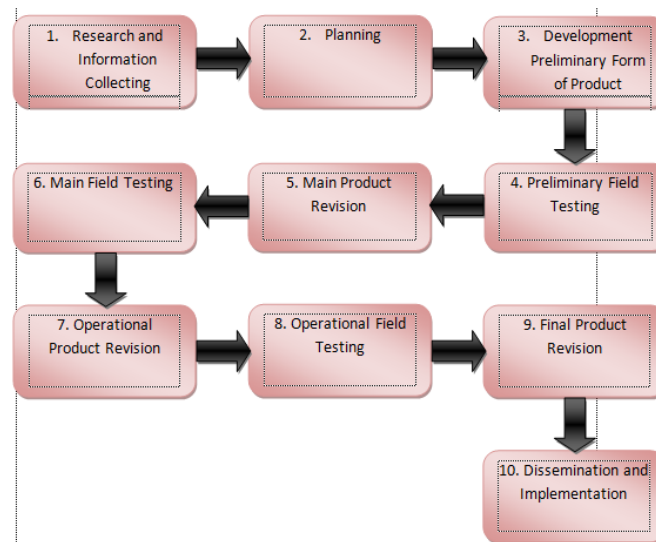 1. Research and
Information
Collecting
2. Planning
3. Development
Preliminary Form
of Product
4. Preliminary Field
Testing
5. Main Product
Revision
6. Main Field Testing
7. Operational
Product Revision
8. Operational Field
Testing
9. Final Product
Revision
10. Dissemination and
Implementation